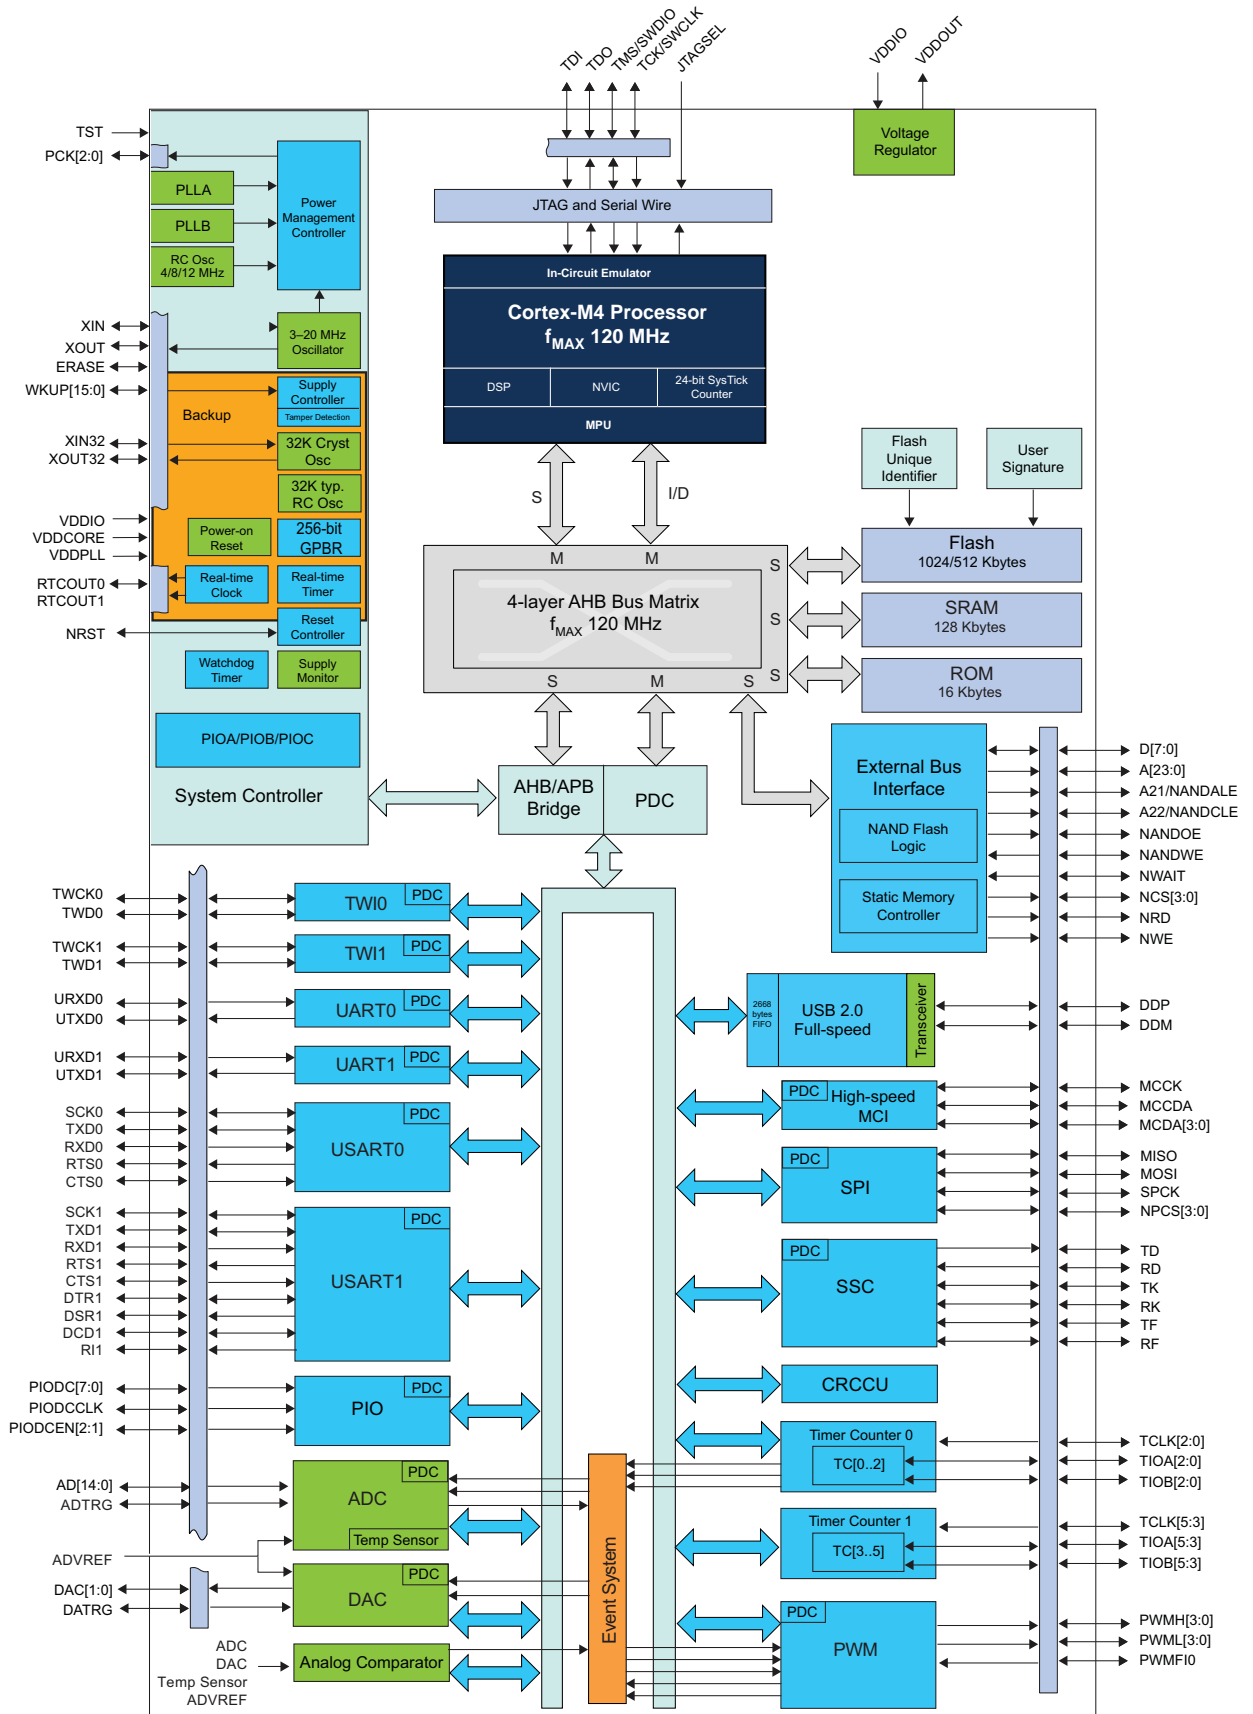 TDI
TDO
TMS/SWDIO
TCK/SWCLK
JTAGSEL
VDDIO
VDDOUT
Voltage
Regulator
TST
PCK[2:0]
PLLA
PLLB
RC Osc
4/8/12 MHz
Power
Management
Controller
JTAG and Serial Wire
In-Circuit Emulator
Cortex-M4 Processor
fMAX 120 MHz
DSP
NVIC
24-bit SysTick
Counter
MPU
XIN
XOUT
ERASE
WKUP[15:0]
XIN32
XOUT32
VDDIO
VDDCORE
VDDPLL
RTCOUT0
RTCOUT1
NRST
3–20 MHz
Oscillator
Backup
Supply
Controller
Tamper Detection
32K Cryst
Osc
32K typ.
RC Osc
Power-on
Reset
256-bit
GPBR
Real-time
Clock
Real-time
Timer
Reset
Controller
Watchdog
Timer
Supply
Monitor
PIOA/PIOB/PIOC
System Controller
S
I/D
M
M
4-layer AHB Bus Matrix
fMAX 120 MHz
S
S
S
S
M
S
Flash
Unique
Identifier
User
Signature
Flash
1024/512 Kbytes
SRAM
128 Kbytes
ROM
16 Kbytes
AHB/APB
Bridge
PDC
External Bus
Interface
NAND Flash
Logic
Static Memory
Controller
D[7:0]
A[23:0]
A21/NANDALE
A22/NANDCLE
NANDOE
NANDWE
NWAIT
NCS[3:0]
NRD
NWE
TWCK0
TWD0
PDC
TWI0
TWCK1
TWD1
PDC
TWI1
URXD0
UTXD0
PDC
UART0
URXD1
UTXD1
PDC
UART1
SCK0
TXD0
RXD0
RTS0
CTS0
PDC
USART0
SCK1
TXD1
RXD1
RTS1
CTS1
DTR1
DSR1
DCD1
RI1
PDC
USART1
PIODC[7:0]
PIODCCLK
PIODCEN[2:1]
PDC
PIO
AD[14:0]
ADTRG
PDC
ADC
Temp Sensor
ADVREF
DAC[1:0]
DATRG
PDC
DAC
ADC
DAC
Temp Sensor
ADVREF
Analog Comparator
Event System
2668
bytes
FIFO
USB 2.0
Full-speed
Transceiver
DDP
DDM
PDC
High-speed
MCI
MCCK
MCCDA
MCDA[3:0]
PDC
SPI
MISO
MOSI
SPCK
NPCS[3:0]
PDC
SSC
TD
RD
TK
RK
TF
RF
CRCCU
Timer Counter 0
TC[0..2]
TCLK[2:0]
TIOA[2:0]
TIOB[2:0]
Timer Counter 1
TC[3..5]
TCLK[5:3]
TIOA[5:3]
TIOB[5:3]
PDC
PWM
PWMH[3:0]
PWML[3:0]
PWMFI0